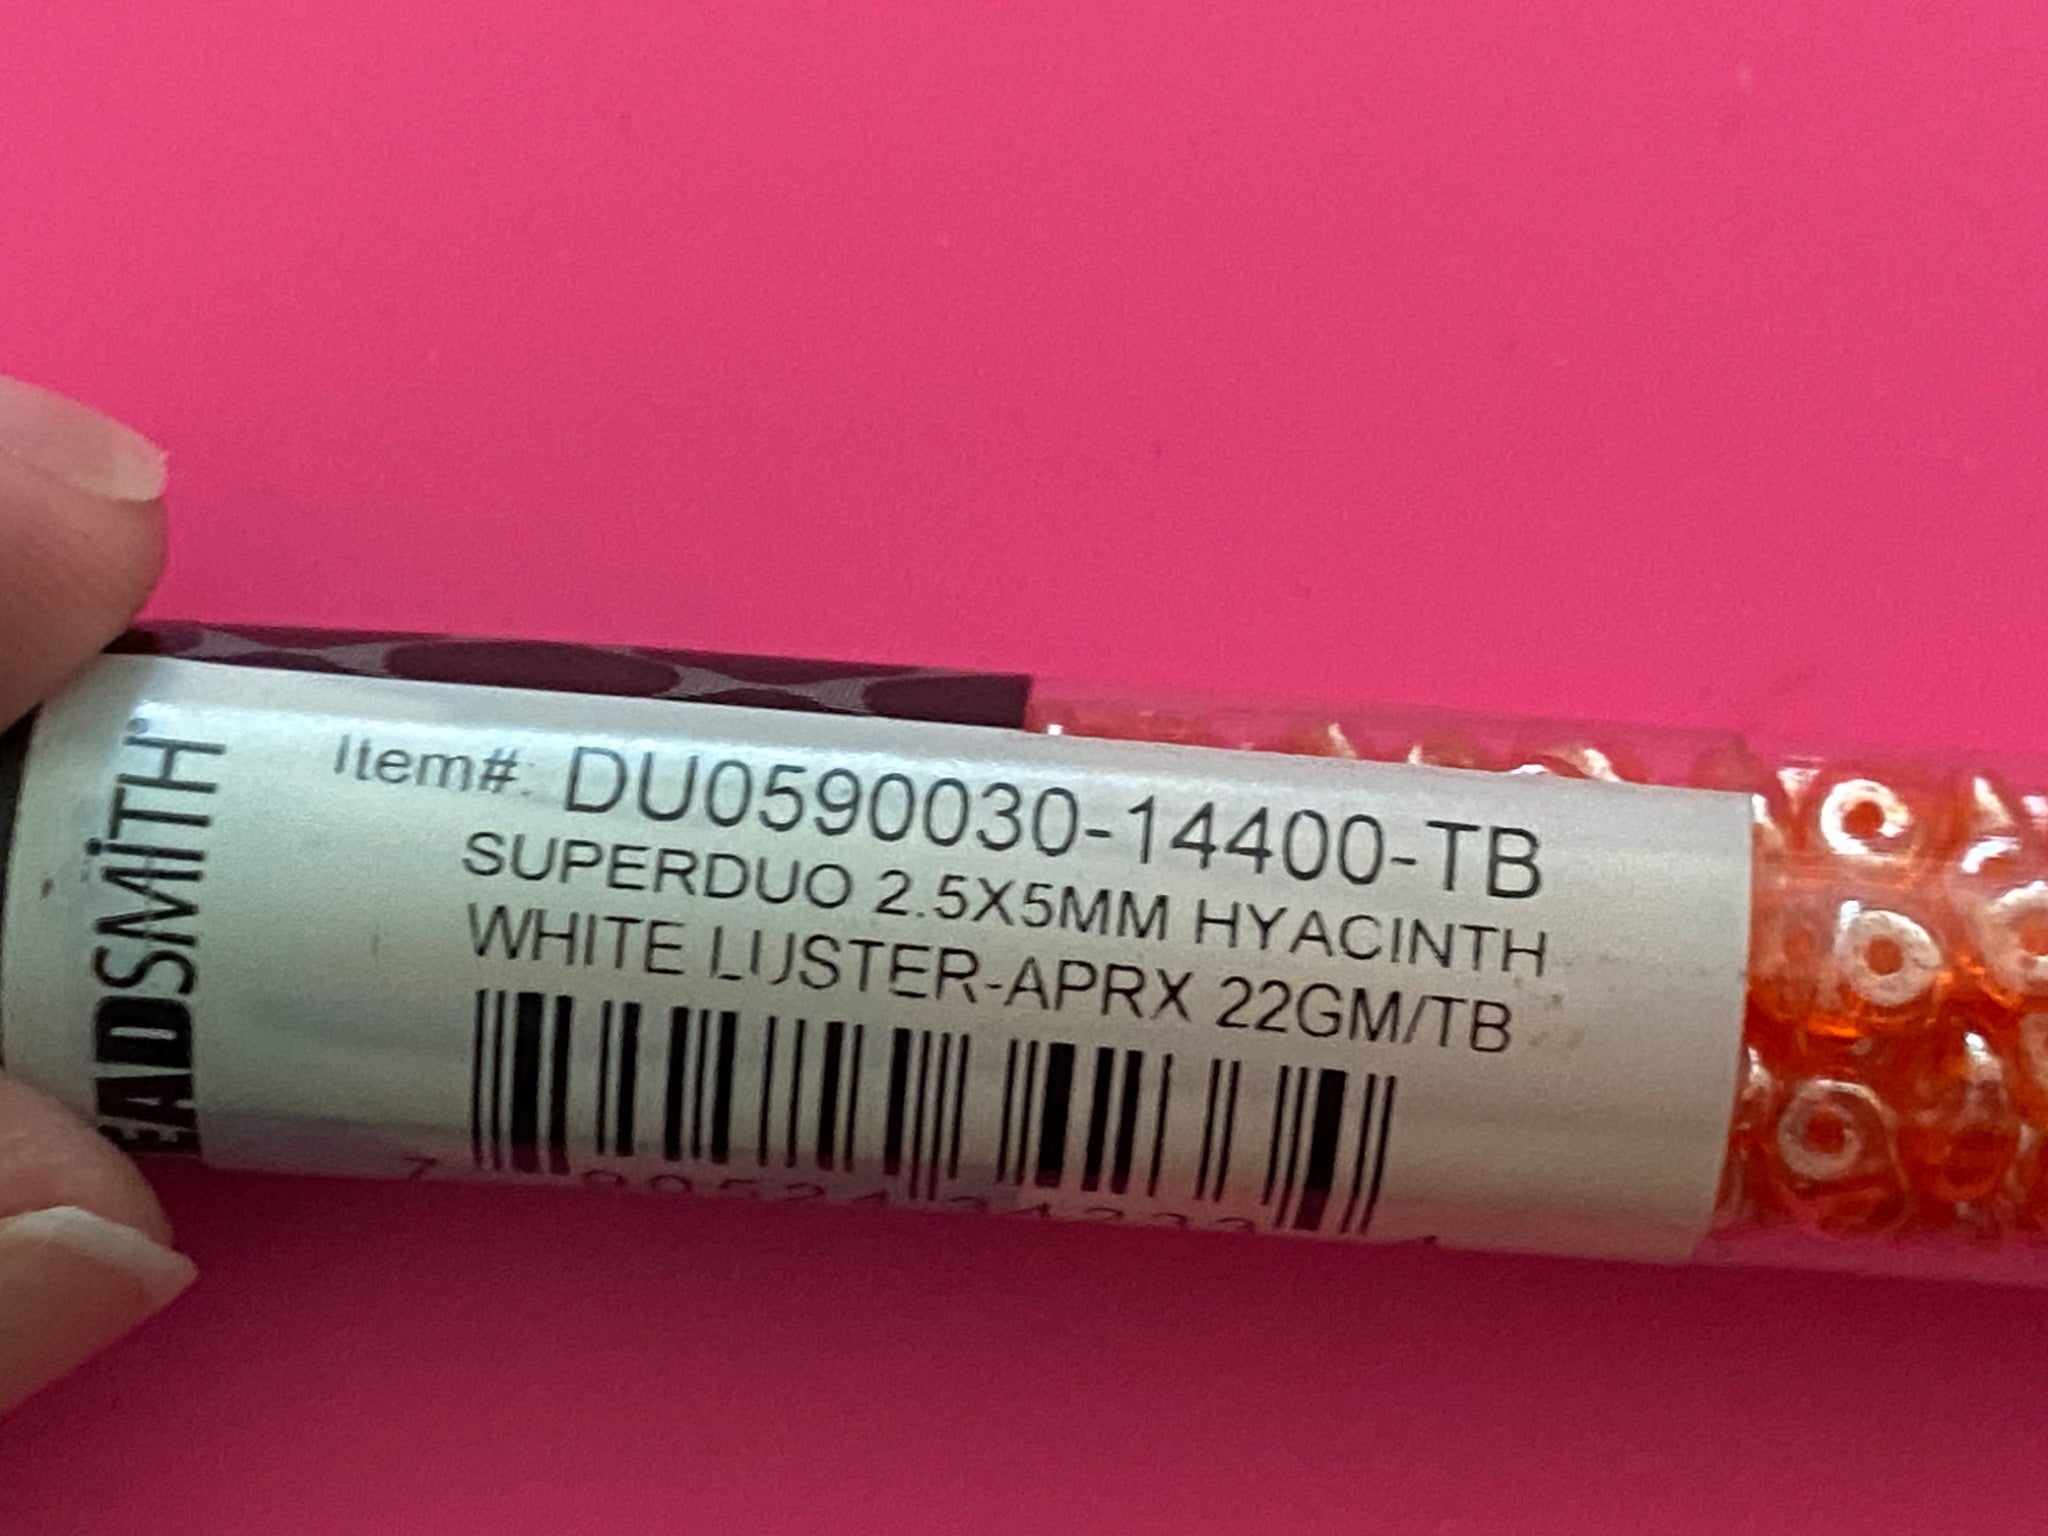 EADSMiTH®
Item#: DU0590030-14400-TB
SUPERDUO 2.5X5MM HYACINTH
WHITE LUSTER-APRX 22GM/TB